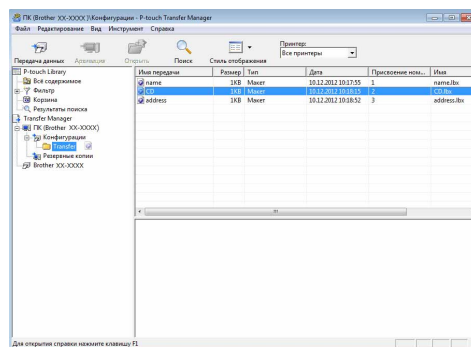 ПК (Brother XX-XXXX )\Конфигурации - P-touch Transfer Manager
Файл Редактирование Вид Инструмент Справка
Передача данных Архивация Открыть Поиск Стиль отображения
Принтер:
Все принтеры
P-touch Library
Всё содержимое
Фильтр
Корзина
Результаты поиска
Transfer Manager
ПК (Brother XX-XXXX)
Конфигурации
Transfer
Резервные копии
Brother XX-XXXX
Имя передачи Размер Тип Дата Присвоение ном... Имя
name 1KB Макет 10.12.2012 10:17:55 1 name.lbx
CD 1KB Макет 10.12.2012 10:18:15 2 CD.lbx
address 1KB Макет 10.12.2012 10:18:52 3 address.lbx
Для открытия справки нажмите клавишу F1